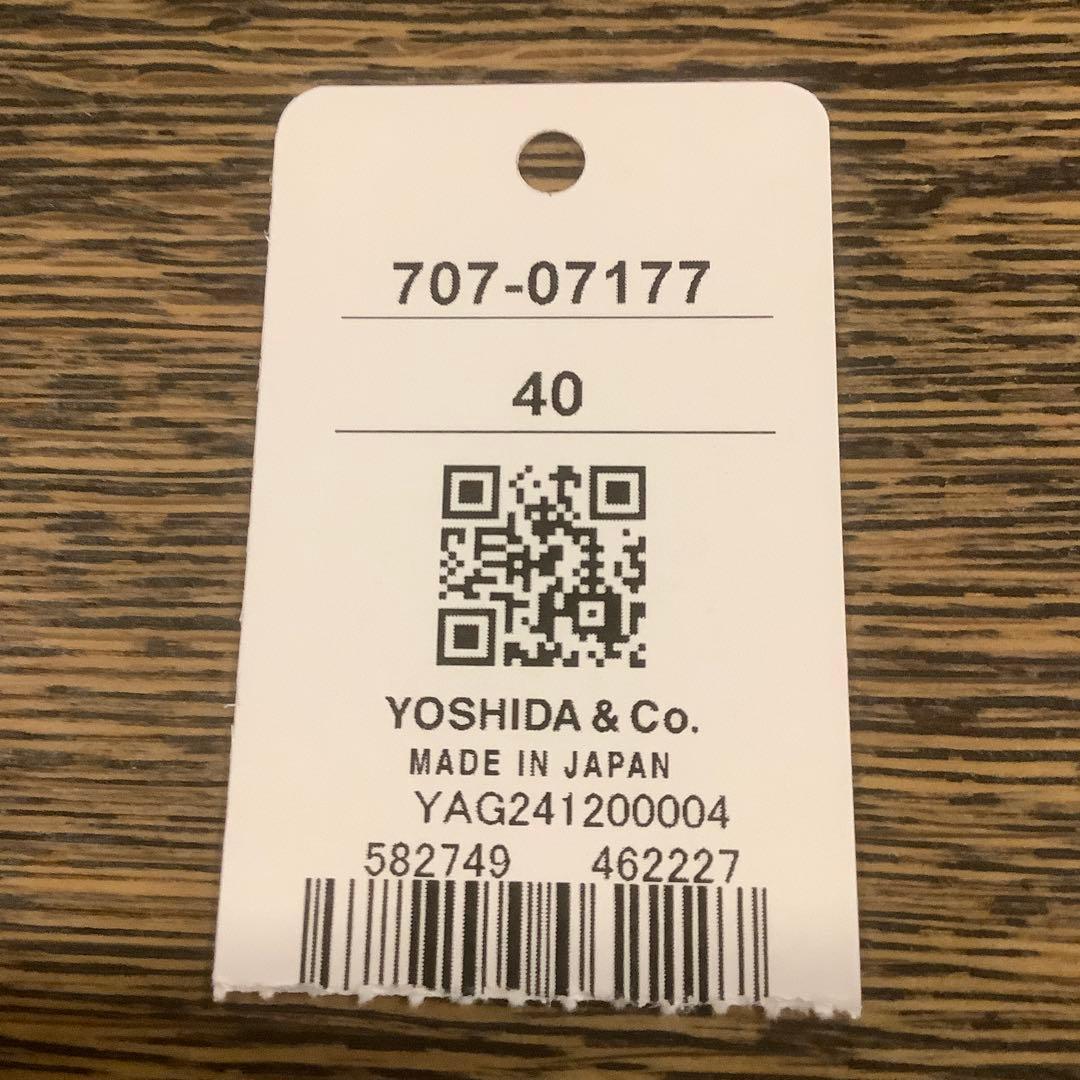 707-07177
40
YOSHIDA & Co.
MADE IN JAPAN
YAG241200004
582749 462227